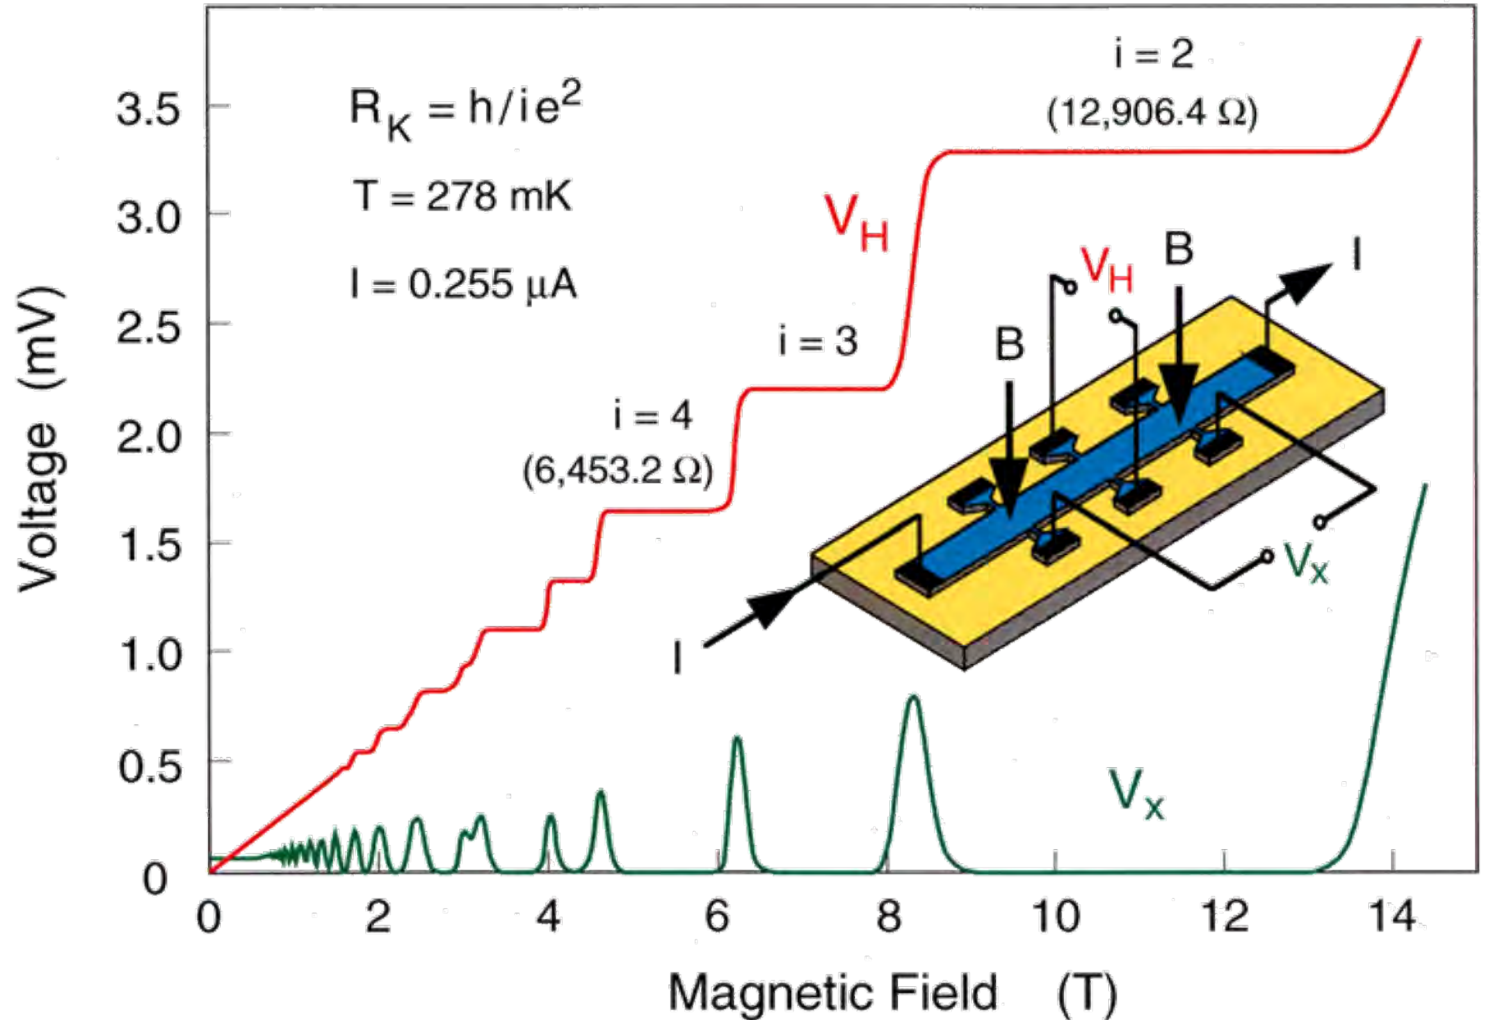 R_K = h/ie²
T = 278 mK
I = 0.255 μA
i = 2
(12,906.4 Ω)
V_H
i = 3
i = 4
(6,453.2 Ω)
B
V_H
B
I
I
V_x
V_x
Voltage (mV)
3.5
3.0
2.5
2.0
1.5
1.0
0.5
0
0 2 4 6 8 10 12 14
Magnetic Field (T)